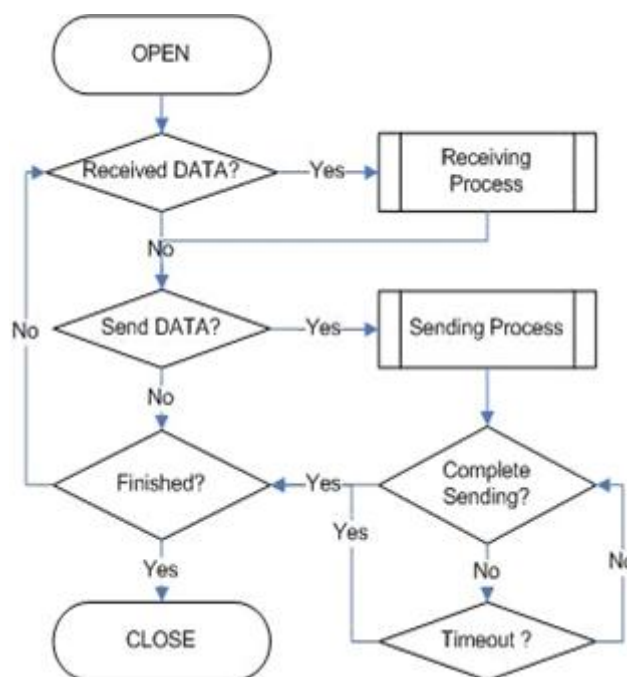 OPEN
Received DATA?
Yes
Receiving
Process
No
Send DATA?
Yes
Sending Process
No
No
Finished?
Yes
Complete
Sending?
Yes
No
No
Yes
CLOSE
Timeout ?